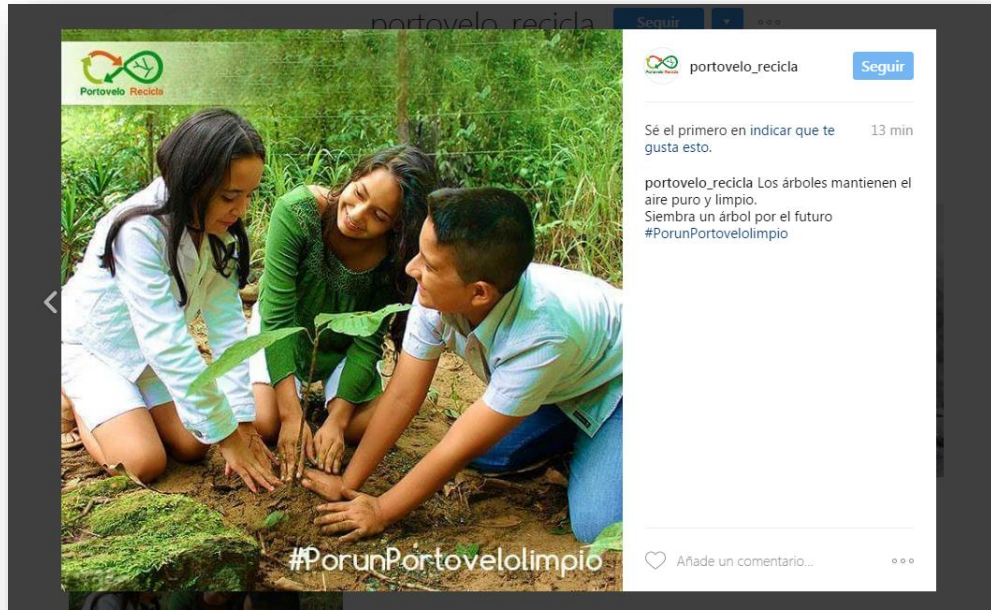 portovelo_recicla Seguir
Portovelo Recicla
#PorunPortovelolimpio
portovelo_recicla Seguir
Sé el primero en indicar que te
gusta esto.
13 min
portovelo_recicla Los árboles mantienen el
aire puro y limpio.
Siembra un árbol por el futuro
#PorunPortovelolimpio
Añade un comentario...